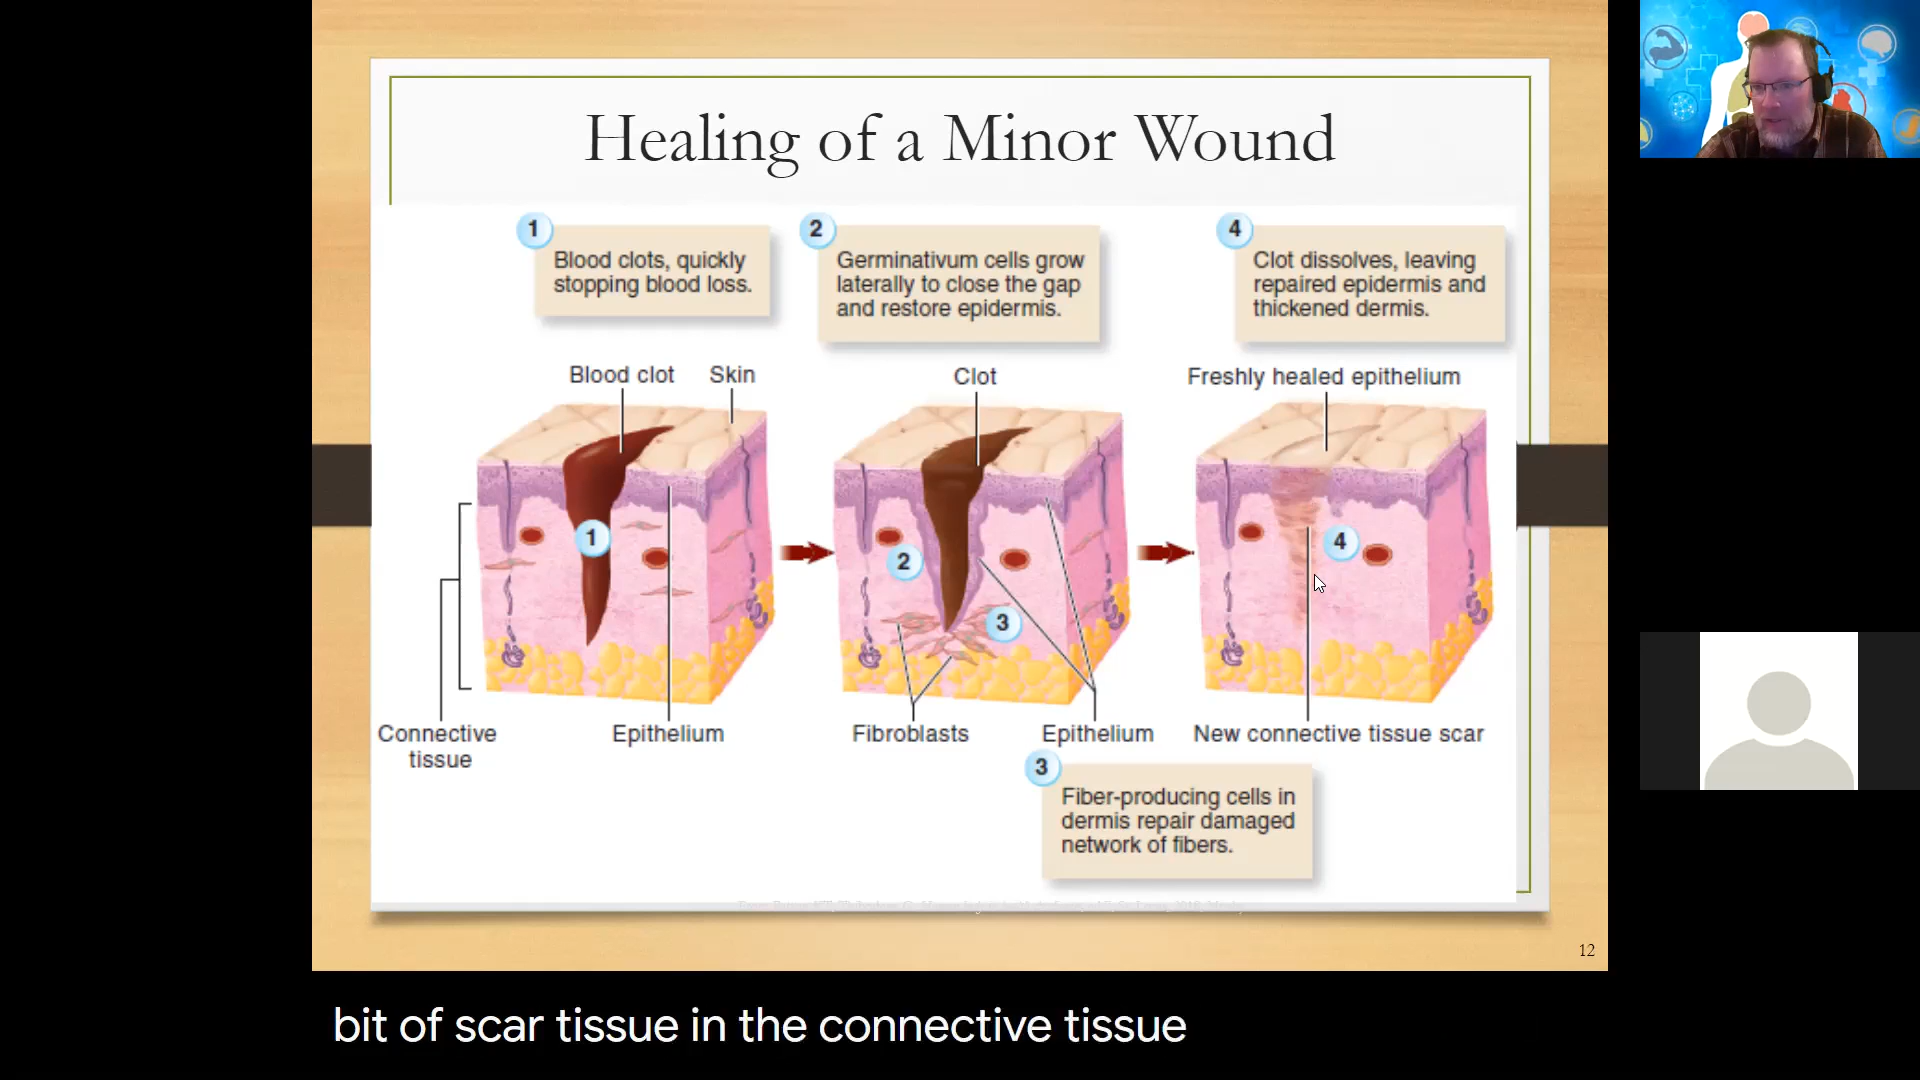 Healing of a Minor Wound
1
Blood clots, quickly
stopping blood loss.
2
Germinativum cells grow
laterally to close the gap
and restore epidermis.
4
Clot dissolves, leaving
repaired epidermis and
thickened dermis.
Blood clot
Skin
Clot
Freshly healed epithelium
1
2
3
4
Connective
tissue
Epithelium
Fibroblasts
Epithelium
New connective tissue scar
3
Fiber-producing cells in
dermis repair damaged
network of fibers.
12
bit of scar tissue in the connective tissue